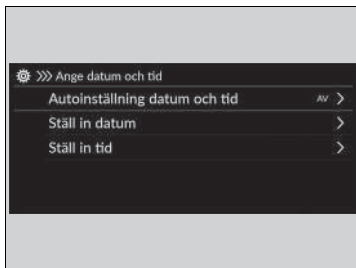 Ange datum och tid
Autoinställning datum och tid AV
Ställ in datum
Ställ in tid